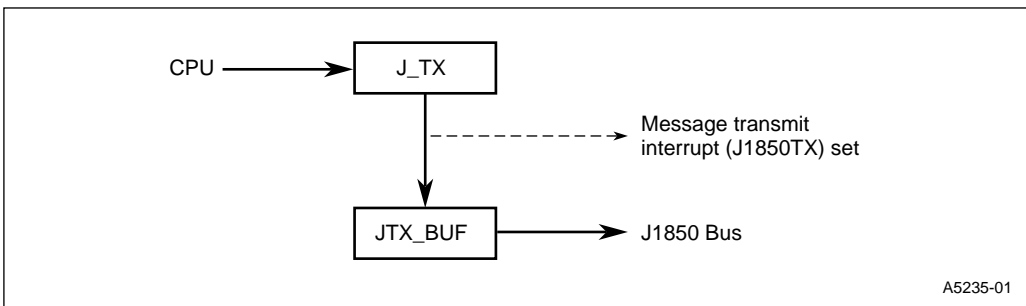 CPU
J_TX
Message transmit
interrupt (J1850TX) set
JTX_BUF
J1850 Bus
A5235-01